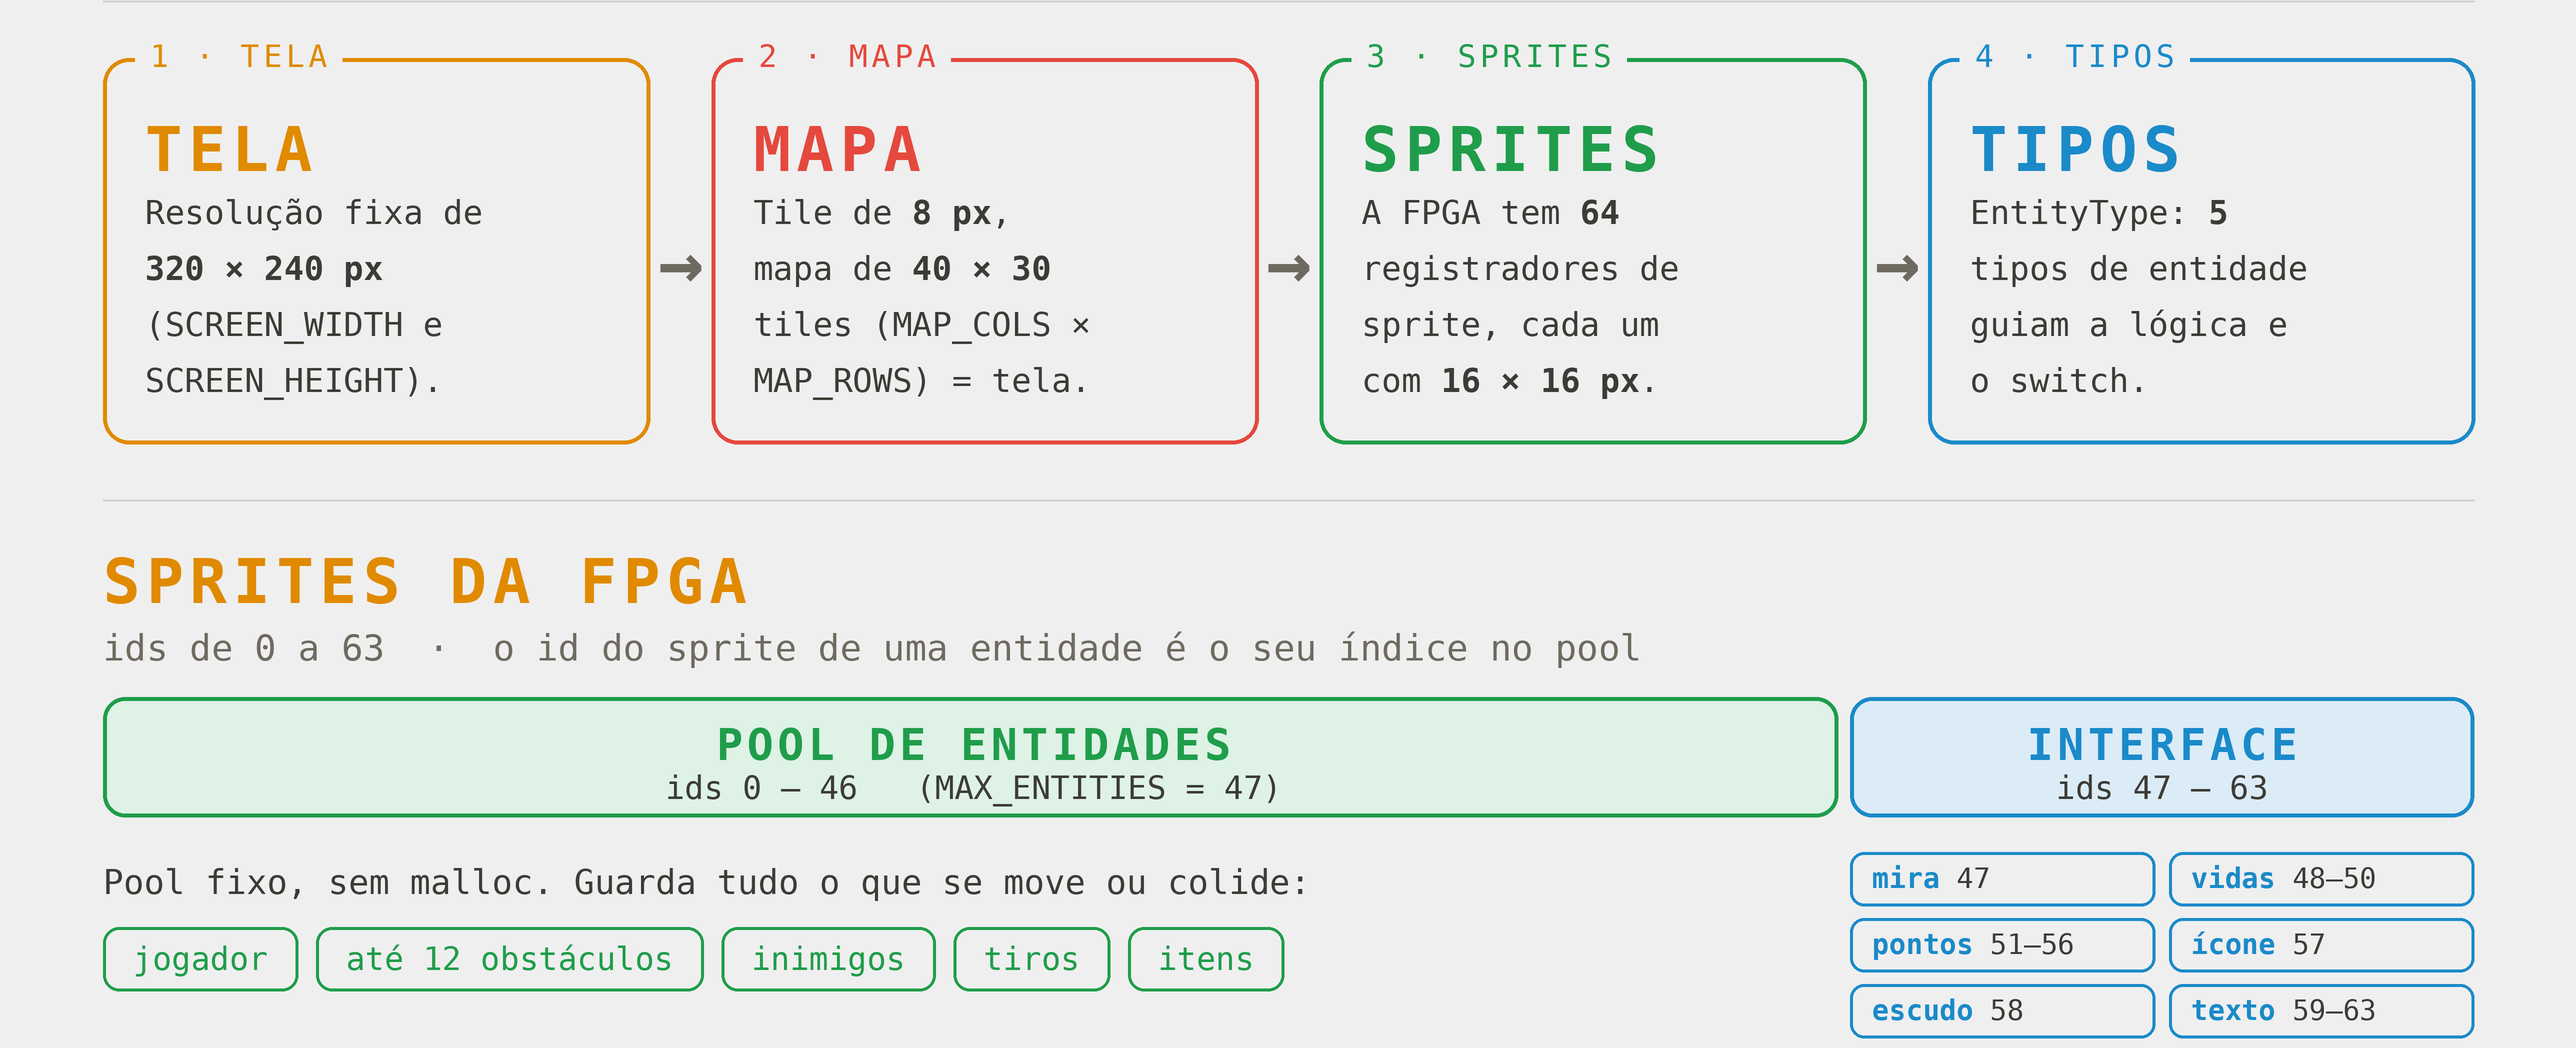 1 · TELA
TELA
Resolução fixa de
320 × 240 px
(SCREEN_WIDTH e
SCREEN_HEIGHT).
→
2 · MAPA
MAPA
Tile de 8 px,
mapa de 40 × 30
tiles (MAP_COLS ×
MAP_ROWS) = tela.
→
3 · SPRITES
SPRITES
A FPGA tem 64
registradores de
sprite, cada um
com 16 × 16 px.
→
4 · TIPOS
TIPOS
EntityType: 5
tipos de entidade
guiam a lógica e
o switch.
SPRITES DA FPGA
ids de 0 a 63 · o id do sprite de uma entidade é o seu índice no pool
POOL DE ENTIDADES
ids 0 – 46 (MAX_ENTITIES = 47)
INTERFACE
ids 47 – 63
Pool fixo, sem malloc. Guarda tudo o que se move ou colide:
jogador
até 12 obstáculos
inimigos
tiros
itens
mira 47
vidas 48–50
pontos 51–56
ícone 57
escudo 58
texto 59–63